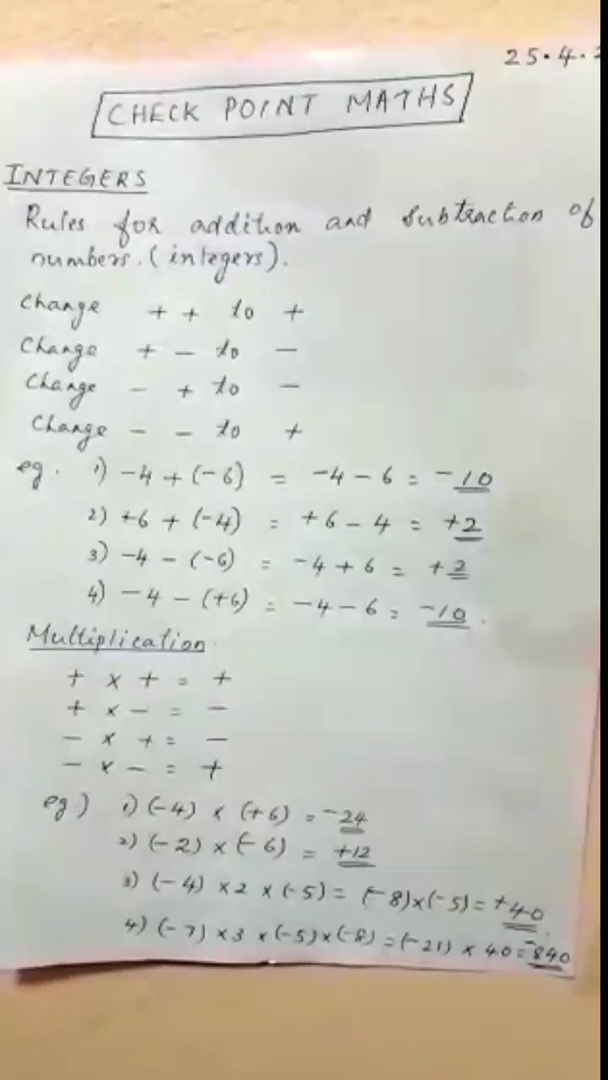 25.4.
CHECK POINT MATHS
INTEGERS
Rules for addition and subtraction of
numbers. (integers).
Change + + to +
Change + - to -
Change - + to -
Change - - to +
eg. 1) -4 + (-6) = -4 - 6 = -10
2) +6 + (-4) = +6 - 4 = +2
3) -4 - (-6) = -4 + 6 = +2
4) -4 - (+6) = -4 - 6 = -10.
Multiplication
+ x + = +
+ x - = -
- x + = -
- x - = +
eg) 1) (-4) x (+6) = -24
2) (-2) x (-6) = +12
3) (-4) x 2 x (-5) = (-8) x (-5) = +40.
4) (-7) x 3 x (-5) x (-8) = (-21) x 40 = -840